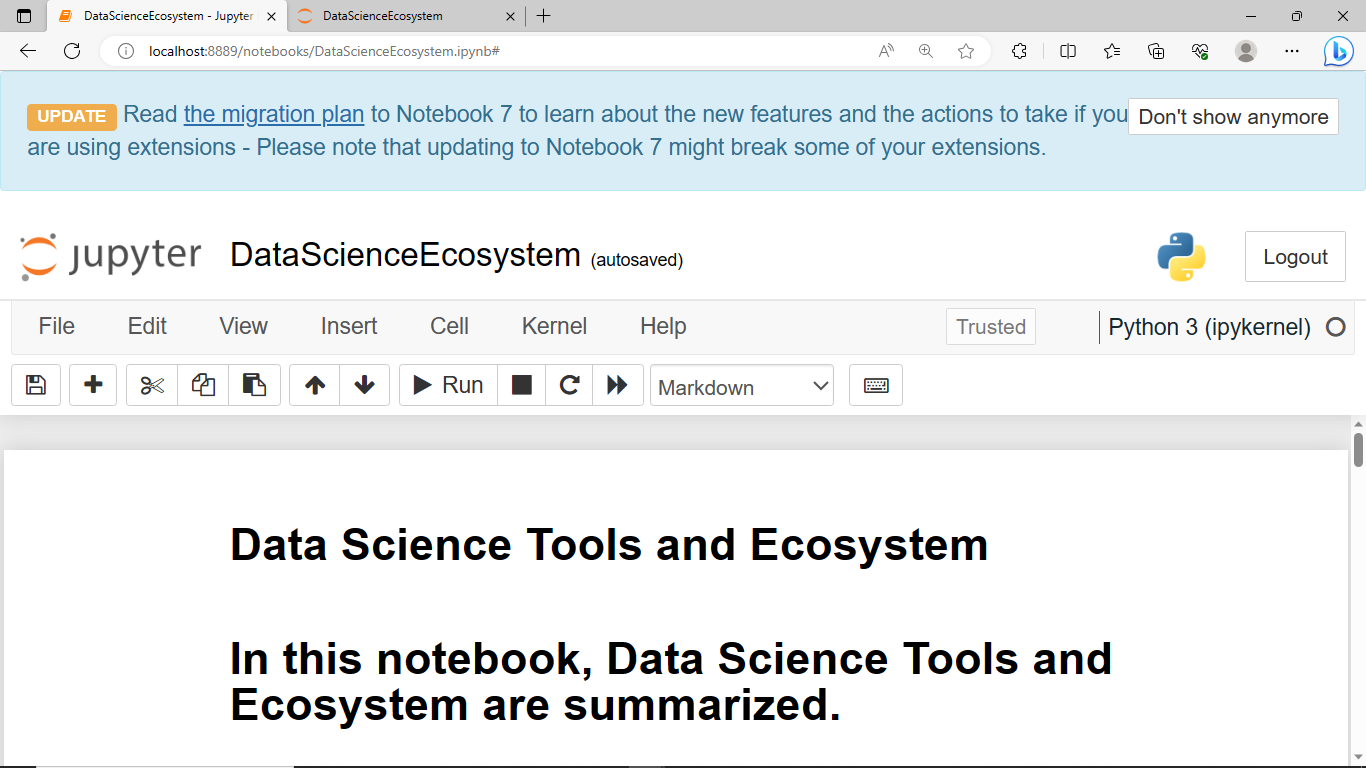 DataScienceEcosystem - Jupyter
DataScienceEcosystem
localhost:8889/notebooks/DataScienceEcosystem.ipynb#
UPDATE Read the migration plan to Notebook 7 to learn about the new features and the actions to take if you
Don't show anymore
are using extensions - Please note that updating to Notebook 7 might break some of your extensions.
jupyter DataScienceEcosystem (autosaved)
Logout
File Edit View Insert Cell Kernel Help Trusted Python 3 (ipykernel)
Run Markdown
Data Science Tools and Ecosystem
In this notebook, Data Science Tools and
Ecosystem are summarized.